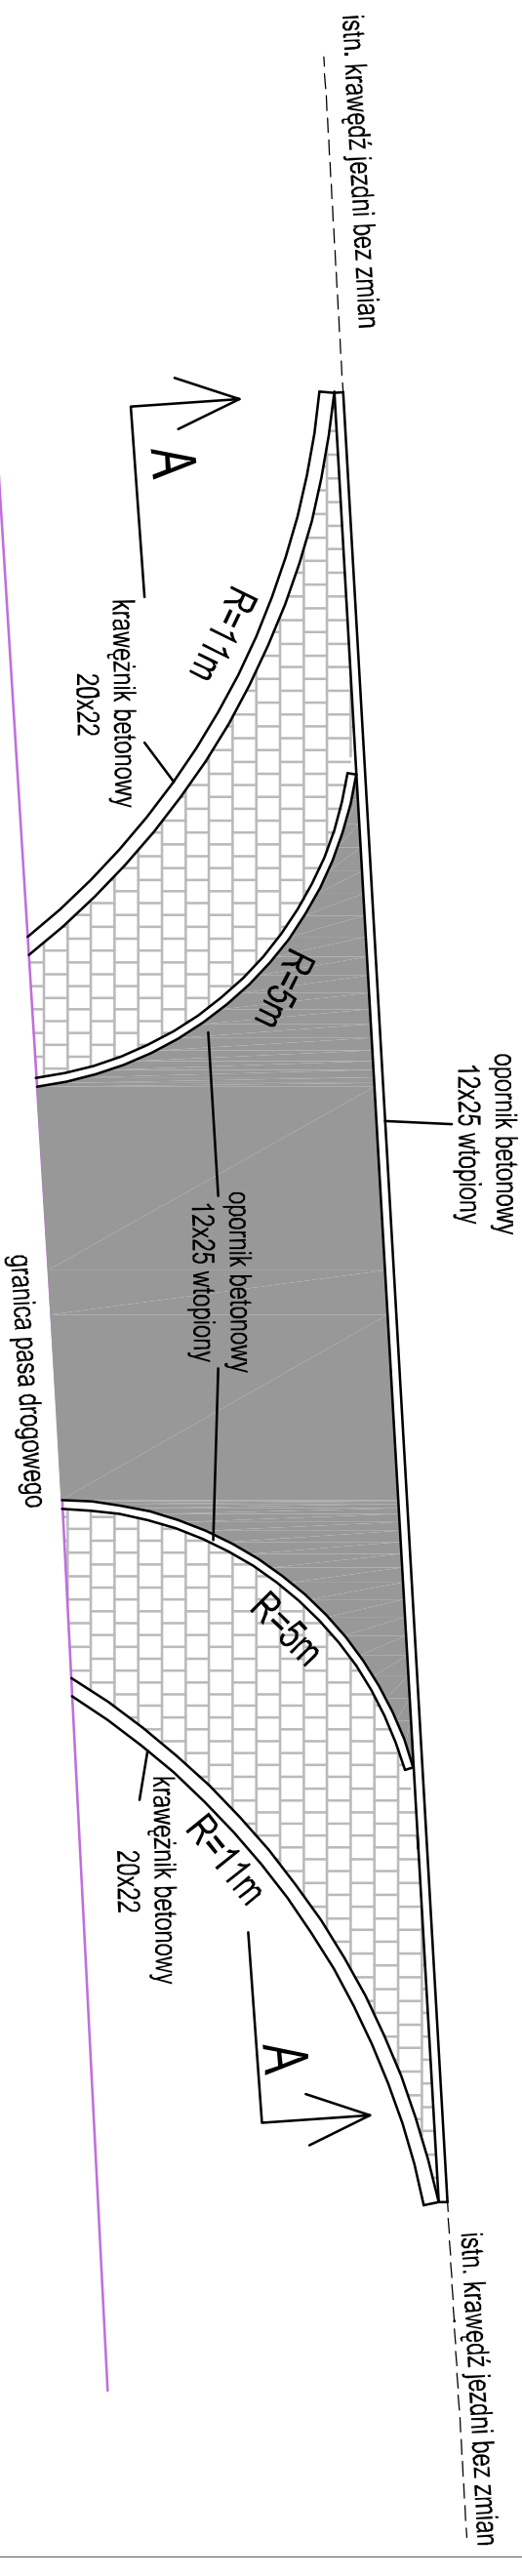 istn. krawędź jezdni bez zmian
A
R=11m
krawężnik betonowy
20x22
R=5m
opornik betonowy
12x25 wtopiony
opornik betonowy
12x25 wtopiony
granica pasa drogowego
R=5m
R=11m
krawężnik betonowy
20x22
A
istn. krawędź jezdni bez zmian